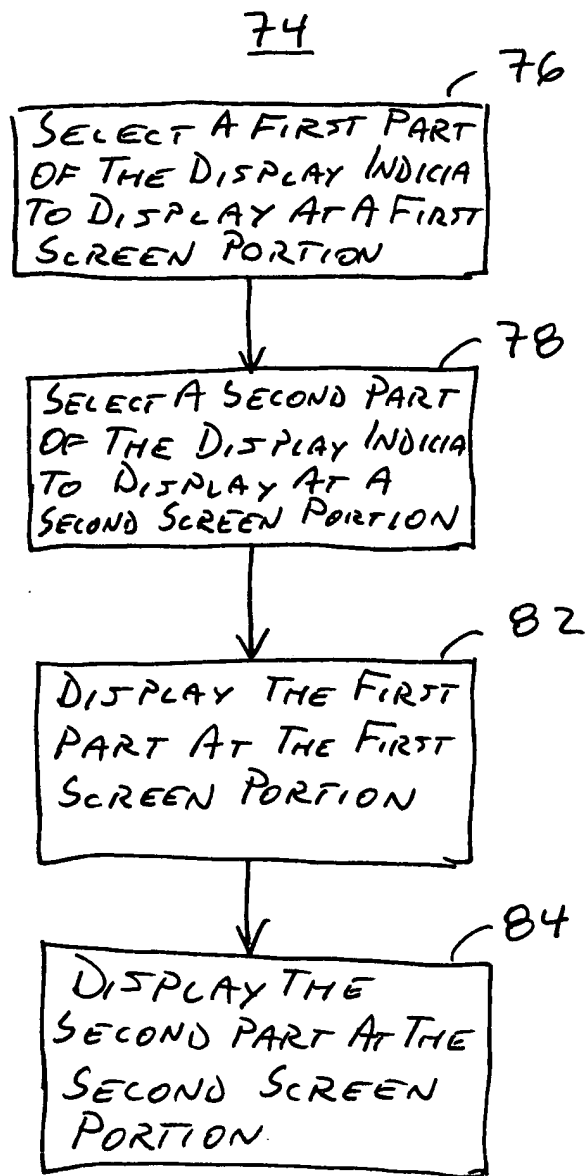 74
76
SELECT A FIRST PART
OF THE DISPLAY INDICIA
TO DISPLAY AT A FIRST
SCREEN PORTION
78
SELECT A SECOND PART
OF THE DISPLAY INDICIA
TO DISPLAY AT A
SECOND SCREEN PORTION
82
DISPLAY THE FIRST
PART AT THE FIRST
SCREEN PORTION
84
DISPLAY THE
SECOND PART AT THE
SECOND SCREEN
PORTION